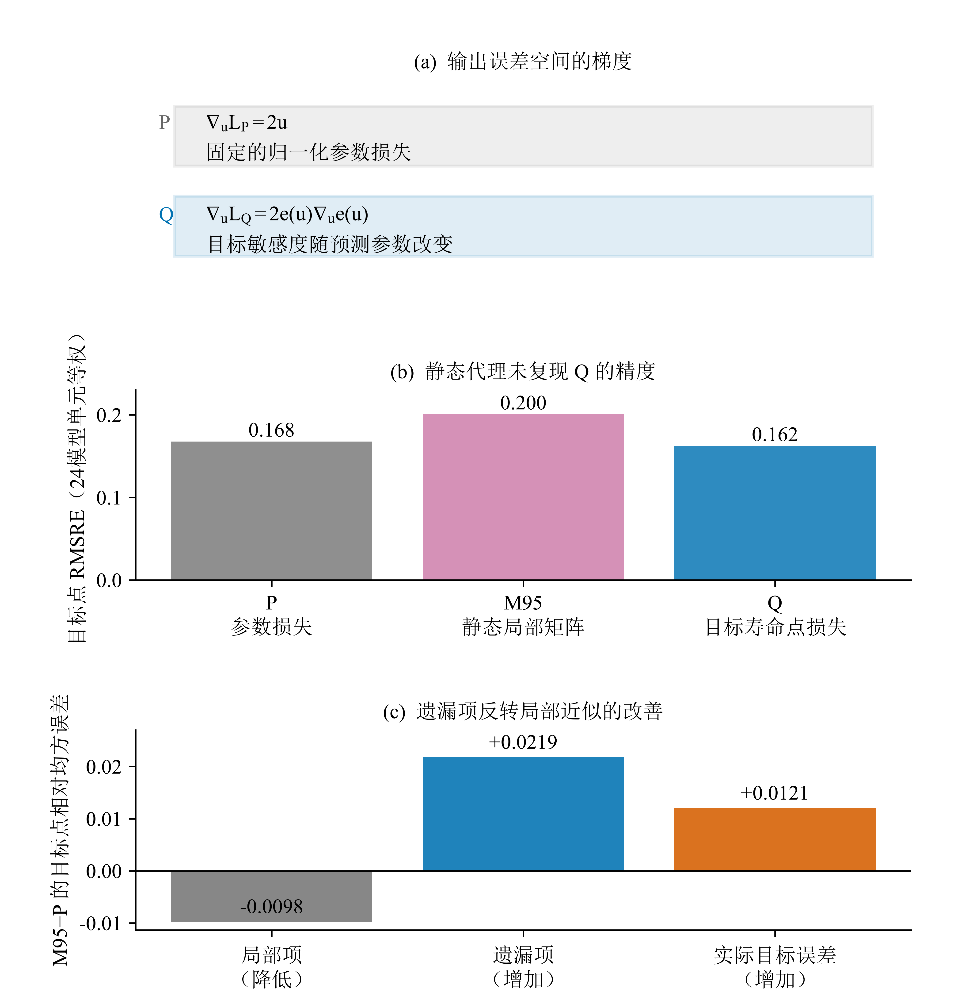 (a) 输出误差空间的梯度
P
∇uLP=2u
固定的归一化参数损失
Q
∇uLQ=2e(u)∇ue(u)
目标敏感度随预测参数改变
(b) 静态代理未复现 Q 的精度
目标点 RMSRE（24模型单元等权）
0.2
0.1
0.0
0.168
0.200
0.162
P
参数损失
M95
静态局部矩阵
Q
目标寿命点损失
(c) 遗漏项反转局部近似的改善
M95−P 的目标点相对均方误差
0.02
0.01
0.00
-0.01
-0.0098
+0.0219
+0.0121
局部项
（降低）
遗漏项
（增加）
实际目标误差
（增加）